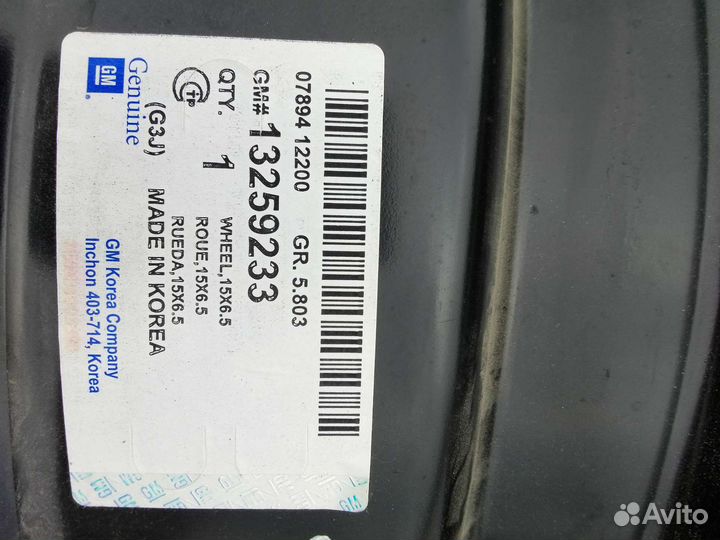 07894 12200 GR. 5.803
GM# 13259233
QTY. 1
WHEEL,15X6.5
ROUE,15X6.5
RUEDA,15X6.5
(G3J) MADE IN KOREA
GM
Genuine
GM Korea Company
Inchon 403-714, Korea
GM
Avito